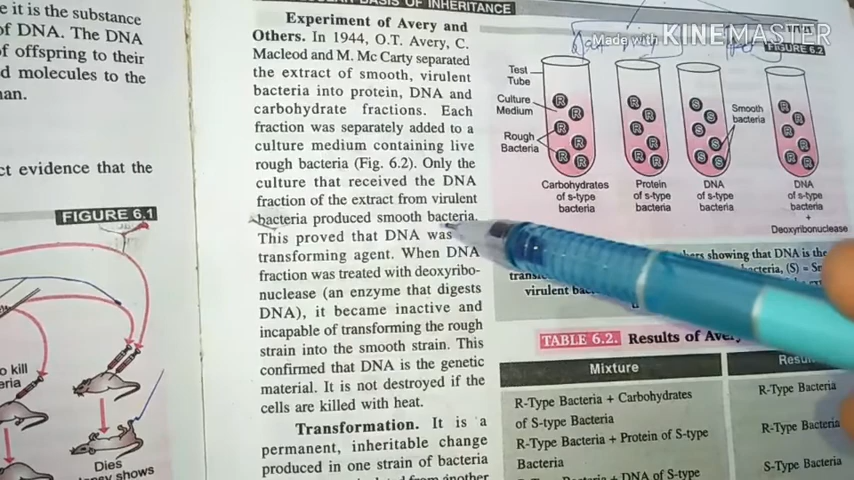 BASIS OF INHERITANCE
e it is the substance
of DNA. The DNA
of offspring to their
d molecules to the
an.
ct evidence that the
FIGURE 6.1
o kill
eria
Dies
shows
Experiment of Avery and
Others. In 1944, O.T. Avery, C.
Macleod and M. Mc Carty separated
the extract of smooth, virulent
bacteria into protein, DNA and
carbohydrate fractions. Each
fraction was separately added to a
culture medium containing live
rough bacteria (Fig. 6.2). Only the
culture that received the DNA
fraction of the extract from virulent
bacteria produced smooth bacteria.
This proved that DNA was
transforming agent. When DNA
fraction was treated with deoxyribo-
nuclease (an enzyme that digests
DNA), it became inactive and
incapable of transforming the rough
strain into the smooth strain. This
confirmed that DNA is the genetic
material. It is not destroyed if the
cells are killed with heat.
Transformation. It is a
permanent, inheritable change
produced in one strain of bacteria
from another
Made with KINEMASTER
FIGURE 6.2
Test
Tube
Culture
Medium
Rough
Bacteria
Smooth
bacteria
R R R R R
R R R R R R
S S S S S S
R R R R R R
Carbohydrates
of s-type
bacteria
Protein
of s-type
bacteria
DNA
of s-type
bacteria
DNA
of s-type
bacteria
+
Deoxyribonuclease
showing that DNA is the
(S) =
virulent
TABLE 6.2. Results of
Mixture
R-Type Bacteria + Carbohydrates
of S-type Bacteria
R-Type Bacteria
R-Type Bacteria + Protein of S-type
Bacteria
R-Type Bacteria
+ DNA of S-type
S-Type Bacteria